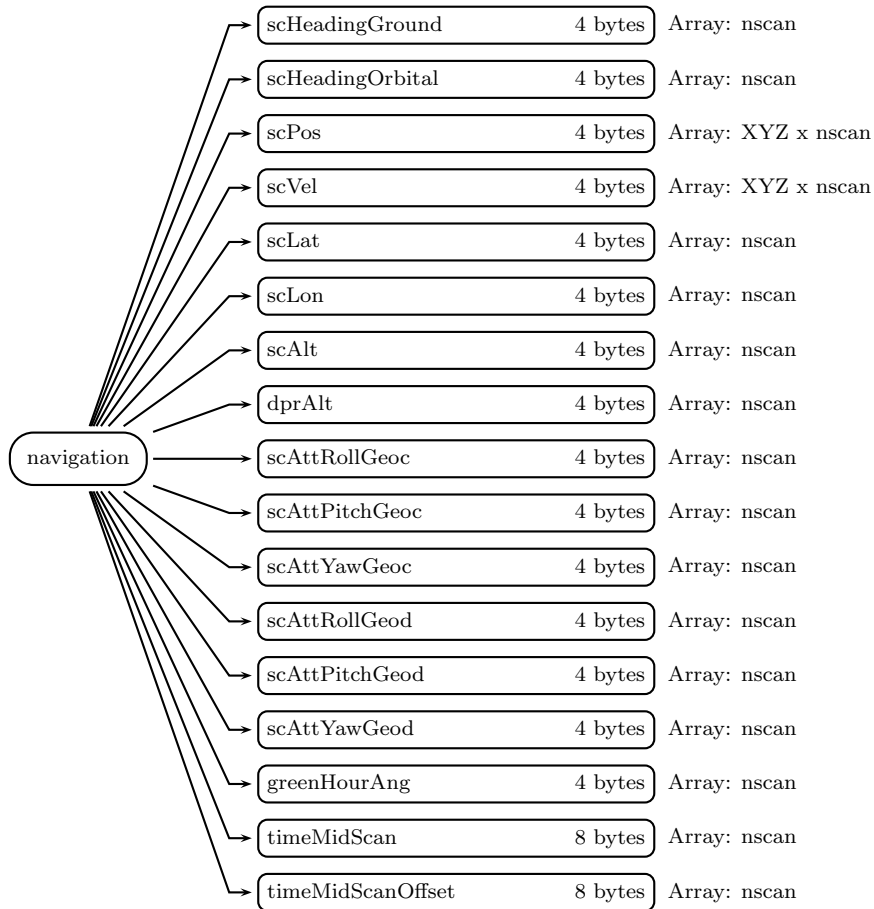 scHeadingGround 4 bytes Array: nscan
scHeadingOrbital 4 bytes Array: nscan
scPos 4 bytes Array: XYZ x nscan
scVel 4 bytes Array: XYZ x nscan
scLat 4 bytes Array: nscan
scLon 4 bytes Array: nscan
scAlt 4 bytes Array: nscan
dprAlt 4 bytes Array: nscan
navigation scAttRollGeoc 4 bytes Array: nscan
scAttPitchGeoc 4 bytes Array: nscan
scAttYawGeoc 4 bytes Array: nscan
scAttRollGeod 4 bytes Array: nscan
scAttPitchGeod 4 bytes Array: nscan
scAttYawGeod 4 bytes Array: nscan
greenHourAng 4 bytes Array: nscan
timeMidScan 8 bytes Array: nscan
timeMidScanOffset 8 bytes Array: nscan